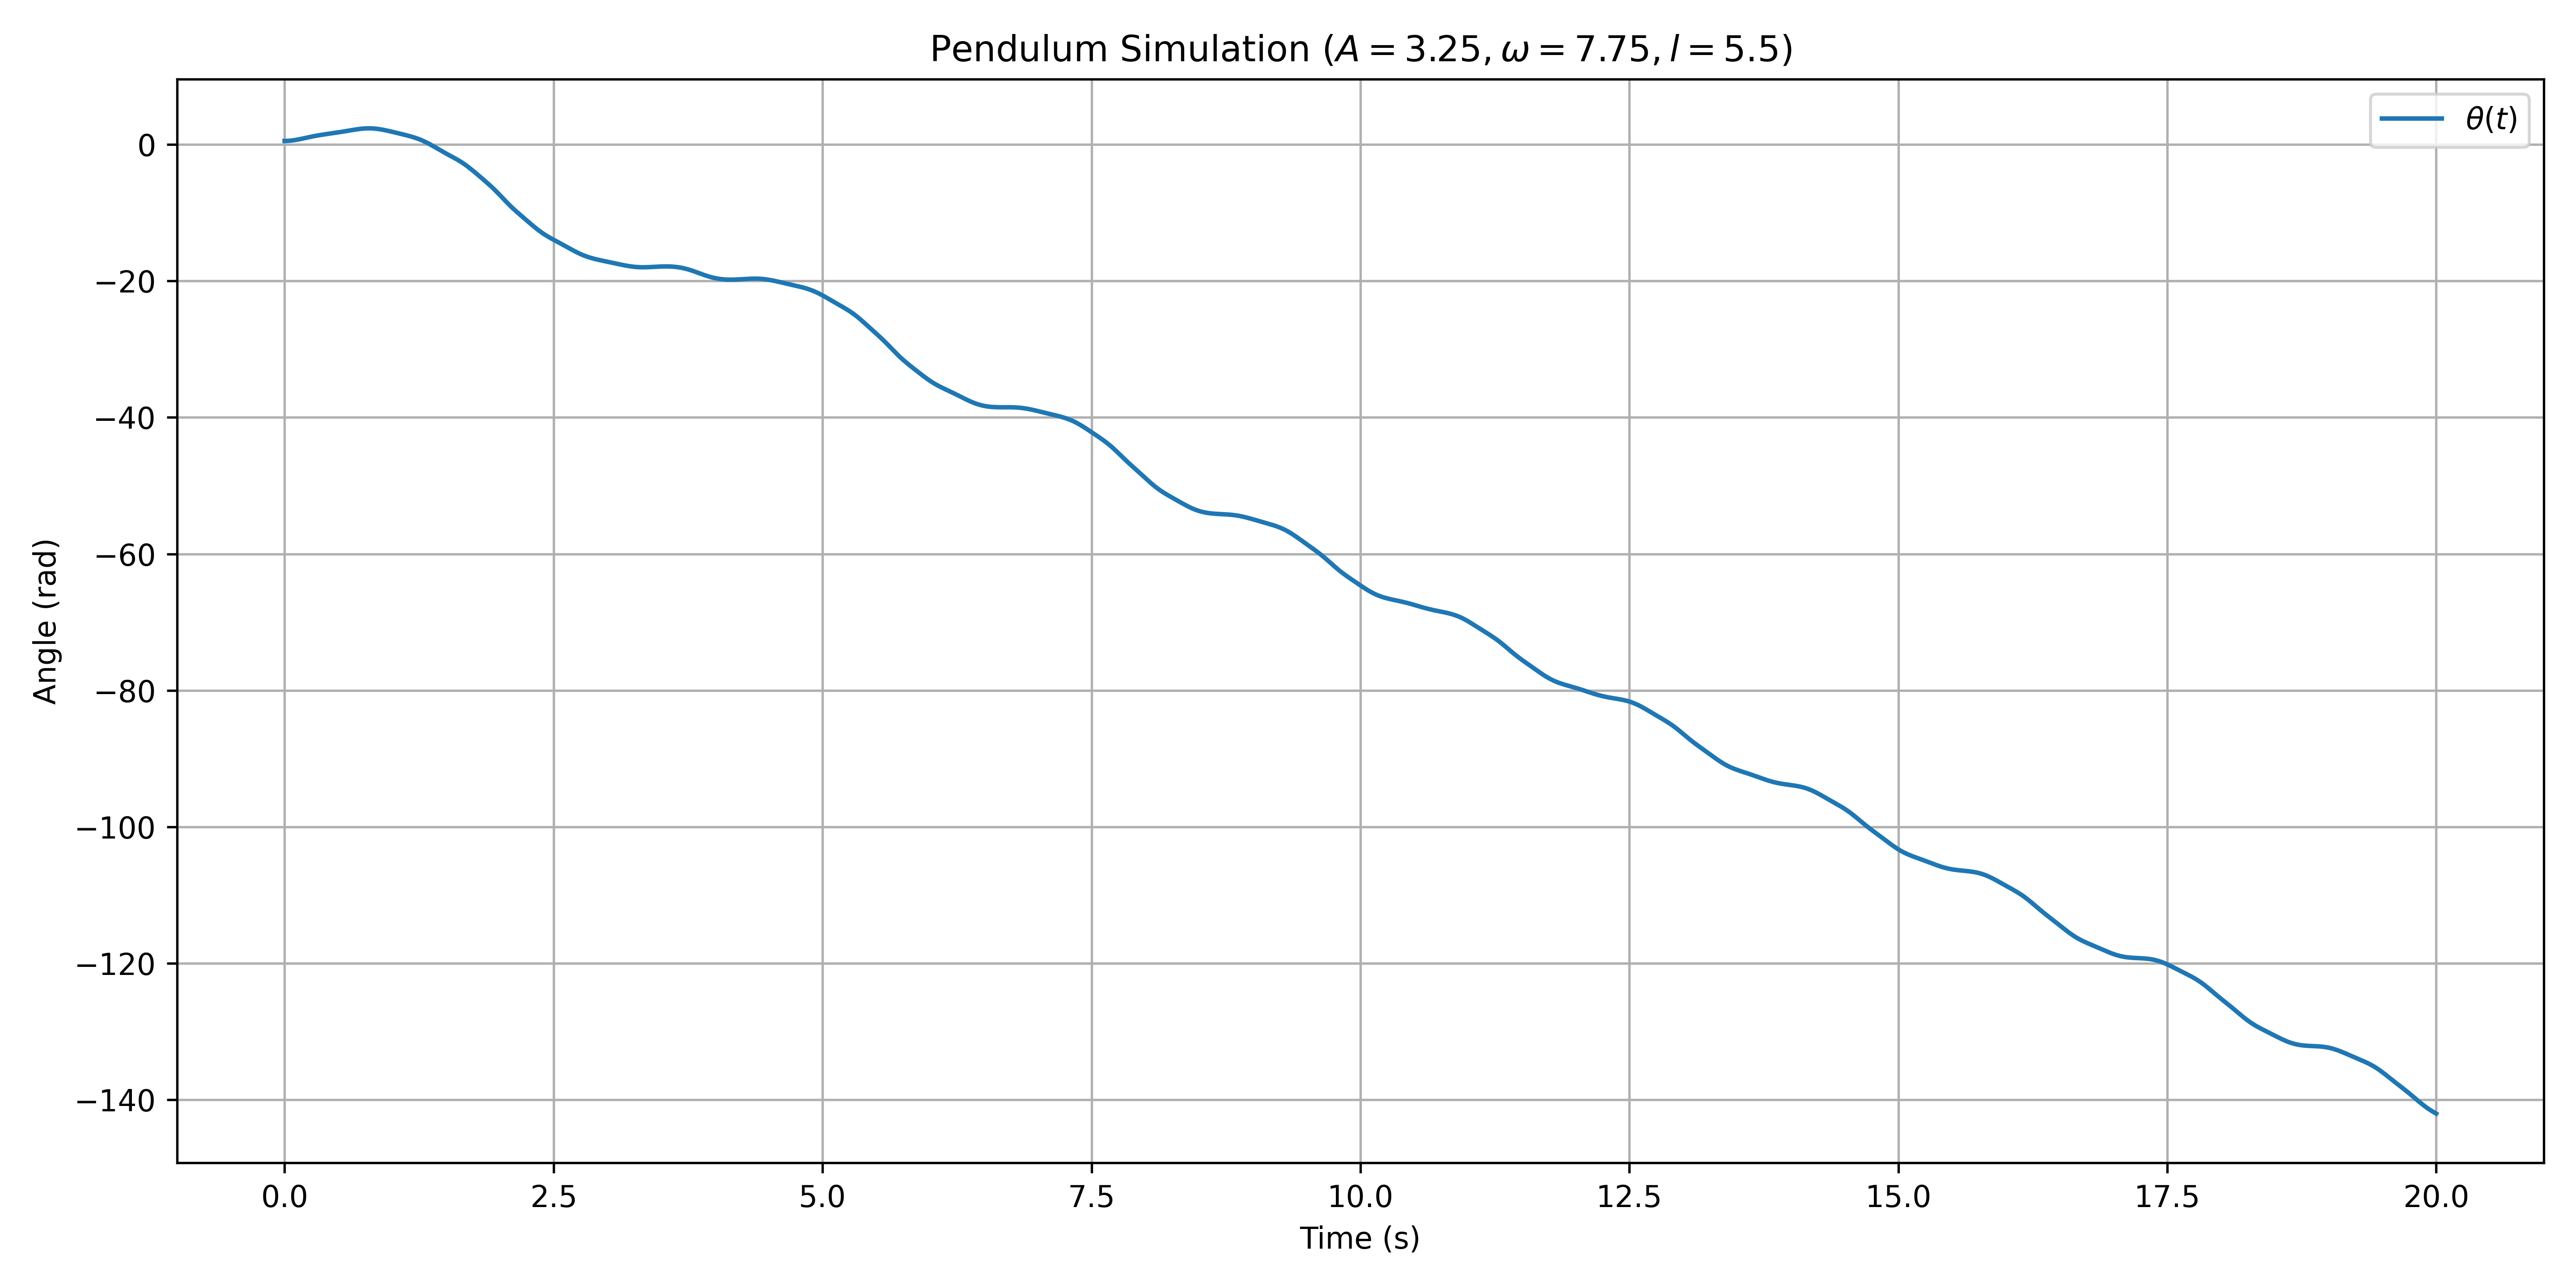 Pendulum Simulation (A = 3.25, ω = 7.75, l = 5.5)
θ(t)
Angle (rad)
0
−20
−40
−60
−80
−100
−120
−140
0.0 2.5 5.0 7.5 10.0 12.5 15.0 17.5 20.0
Time (s)